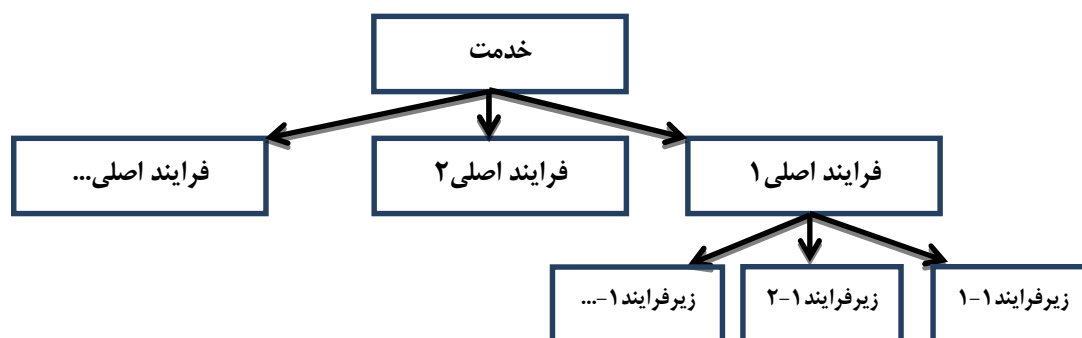 خدمت
فرایند اصلی۱
فرایند اصلی۲
فرایند اصلی...
زیرفرایند۱-۱
زیرفرایند۱-۲
زیرفرایند۱-...